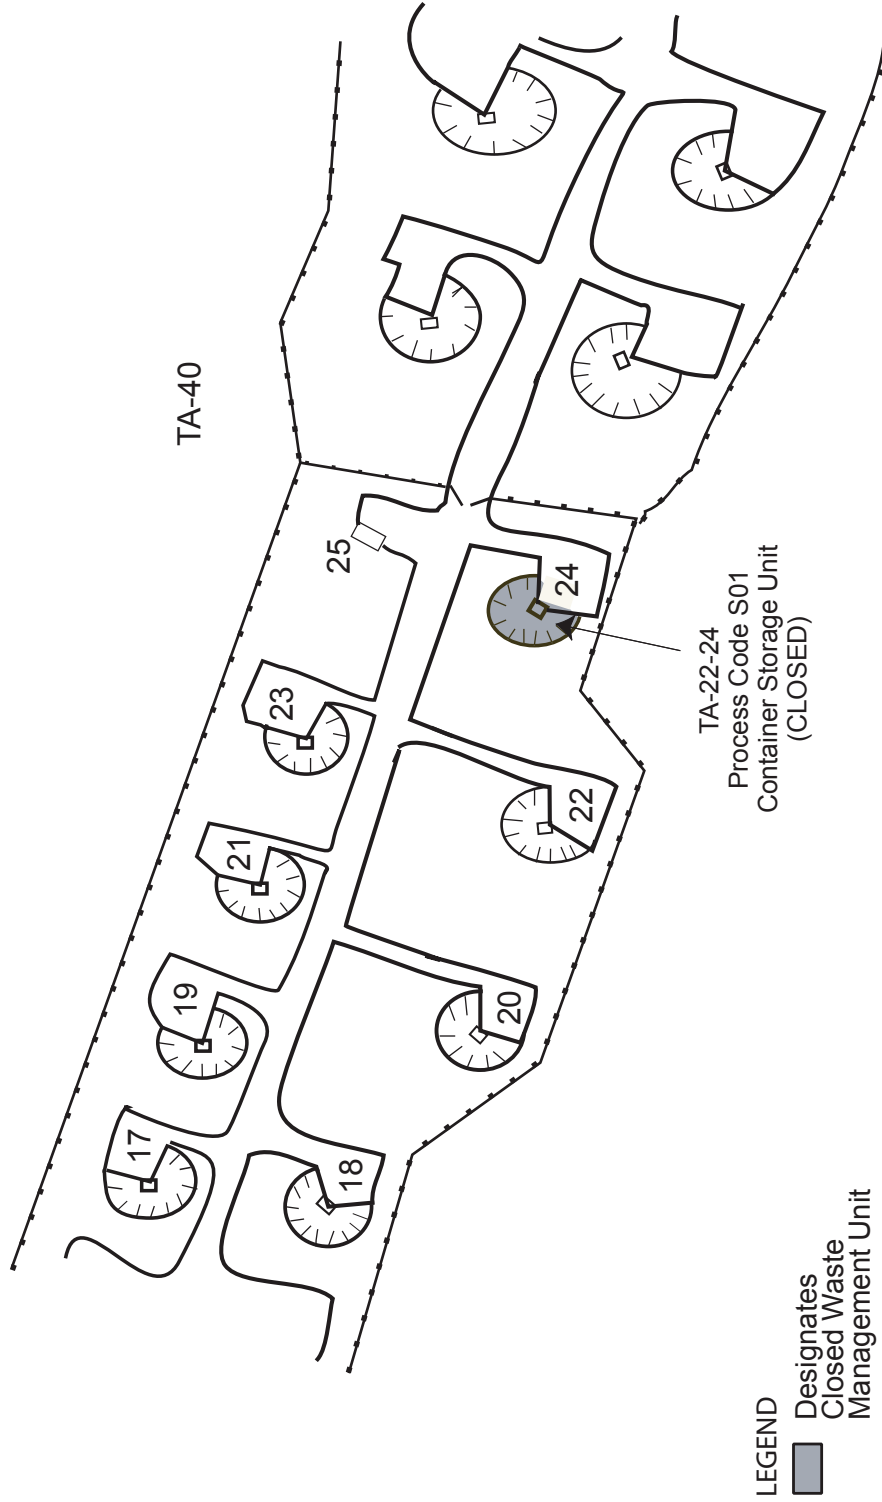 TA-40
25
23
21
19
17
24
22
20
18
TA-22-24
Process Code S01
Container Storage Unit
(CLOSED)
LEGEND
Designates
Closed Waste
Management Unit